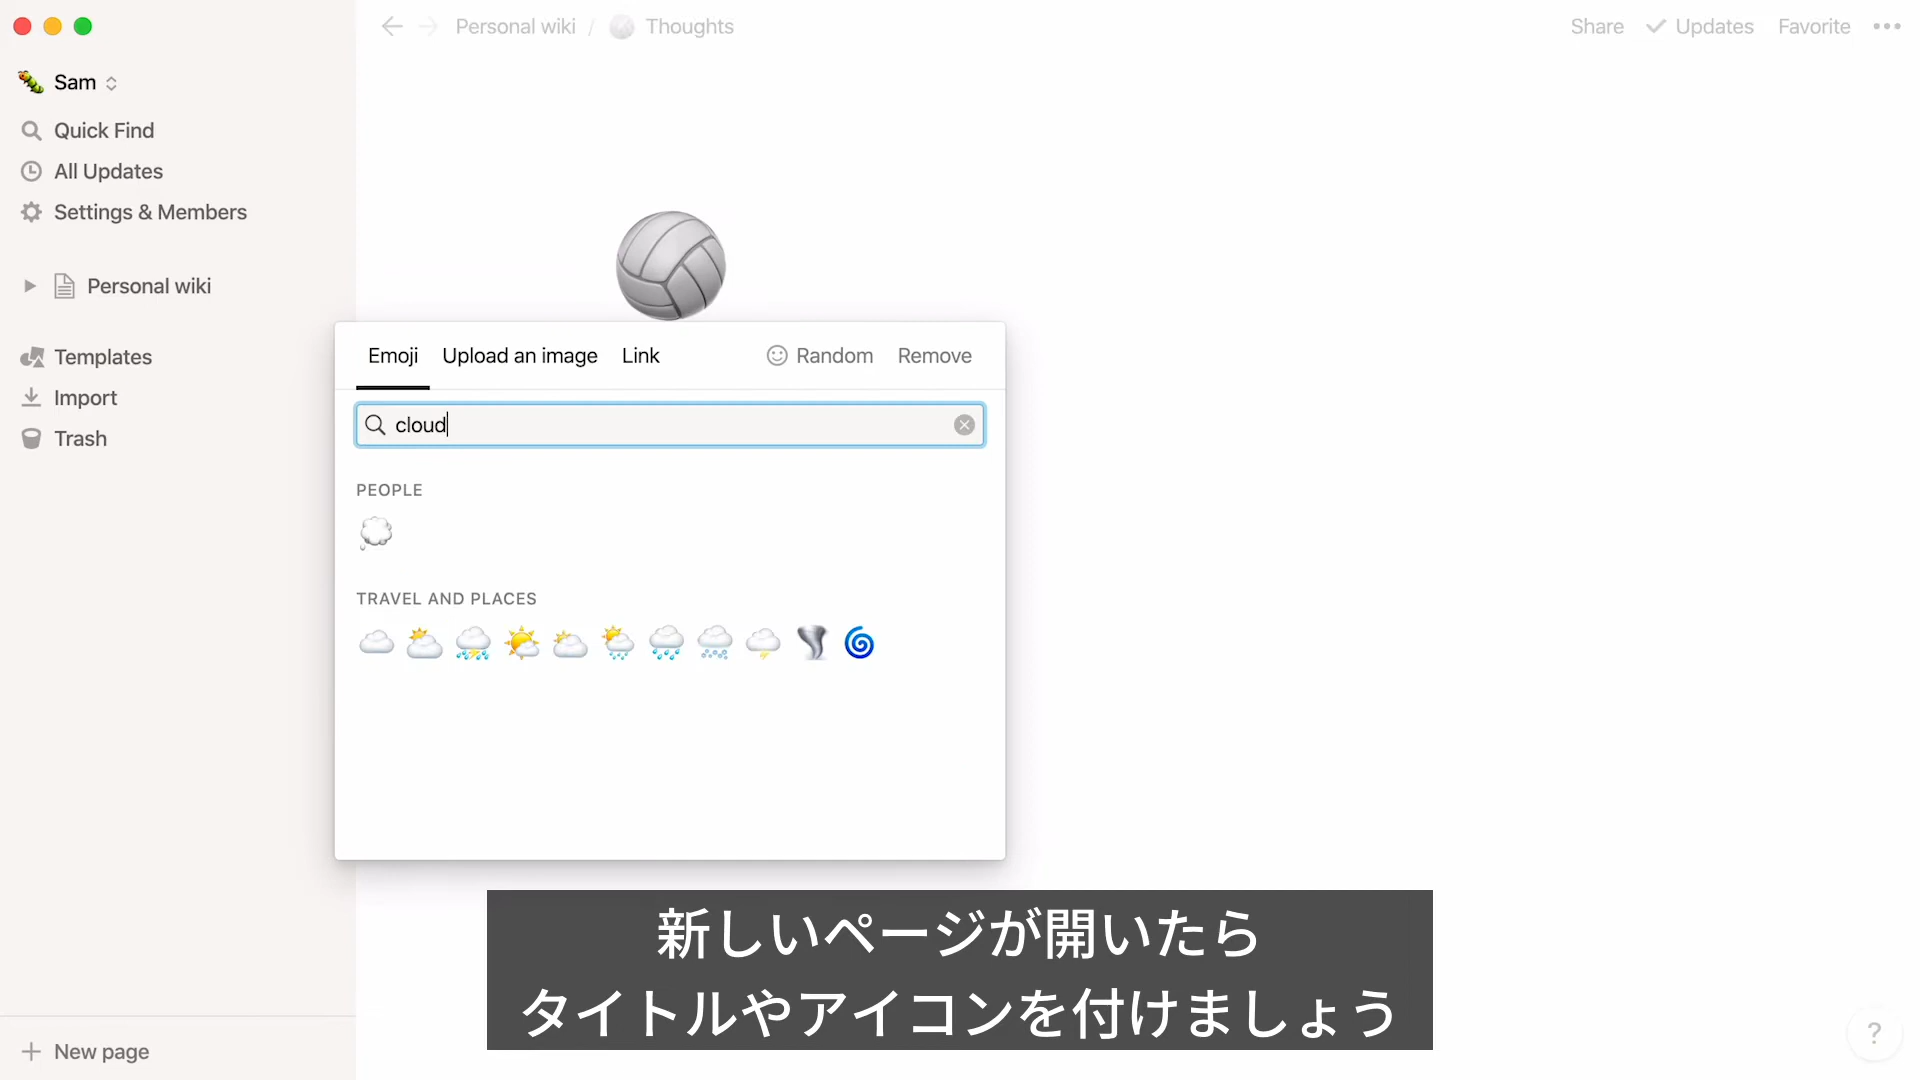 Personal wiki / Thoughts
Share
Updates
Favorite
Sam
Quick Find
All Updates
Settings & Members
Personal wiki
Templates
Import
Trash
Emoji
Upload an image
Link
Random
Remove
cloud
PEOPLE
TRAVEL AND PLACES
新しいページが開いたら
タイトルやアイコンを付けましょう
New page
?